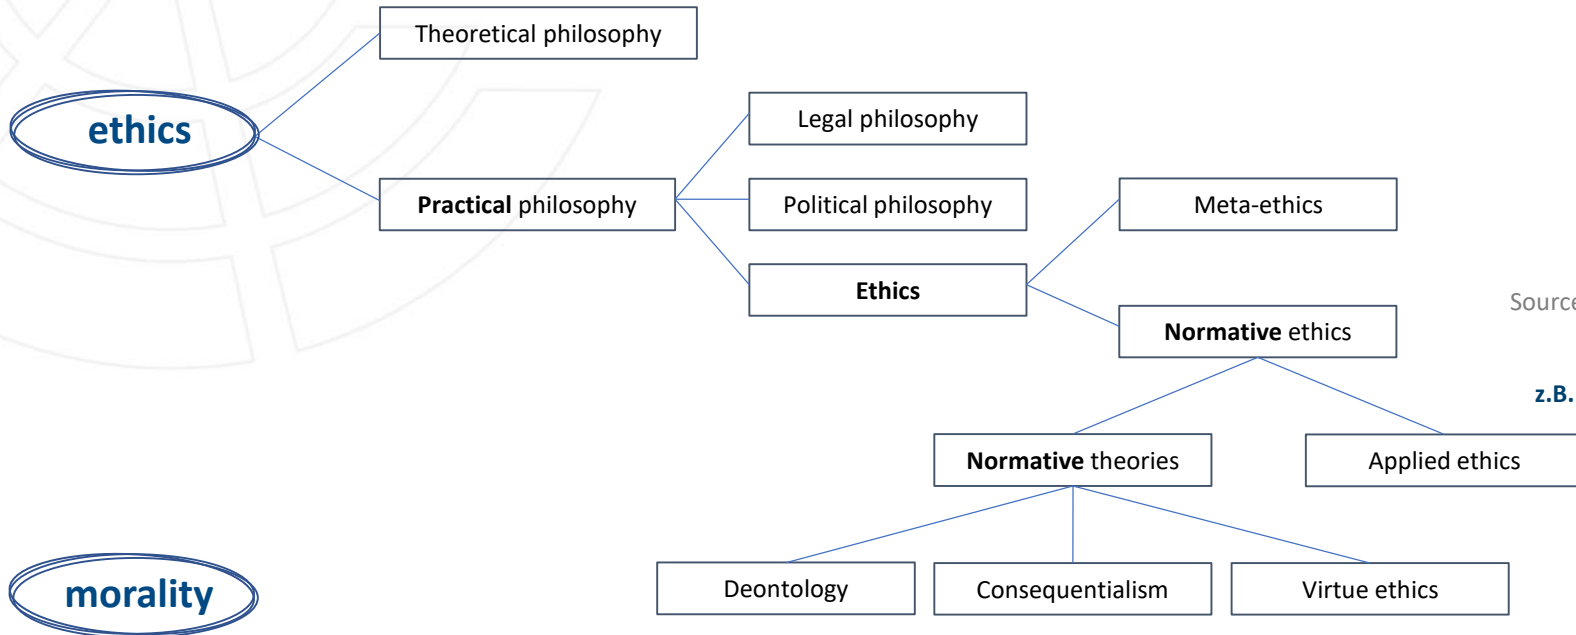 Theoretical philosophy
ethics
Legal philosophy
Practical philosophy
Political philosophy
Meta-ethics
Ethics
Source
Normative ethics
z.B.
Normative theories
Applied ethics
Deontology
Consequentialism
Virtue ethics
morality